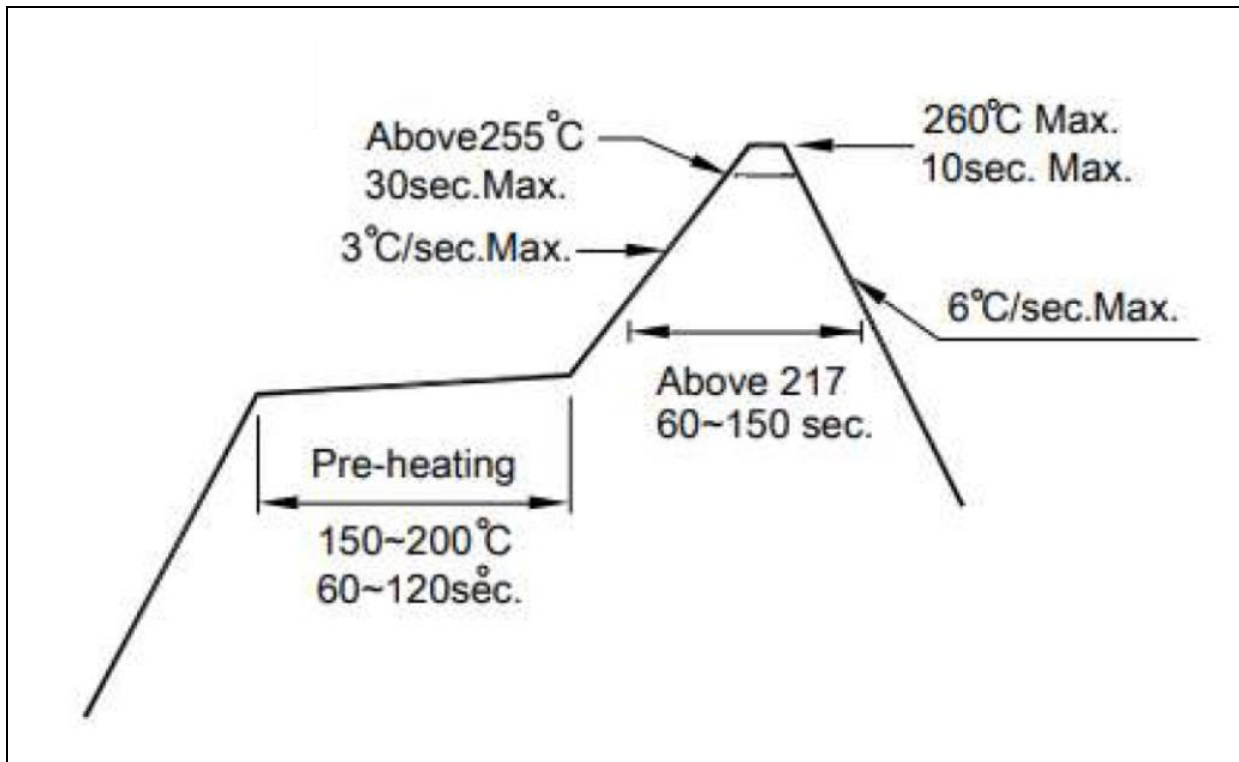 Above255°C
30sec.Max.
3°C/sec.Max.
260°C Max.
10sec. Max.
6°C/sec.Max.
Above 217
60~150 sec.
Pre-heating
150~200°C
60~120sec.